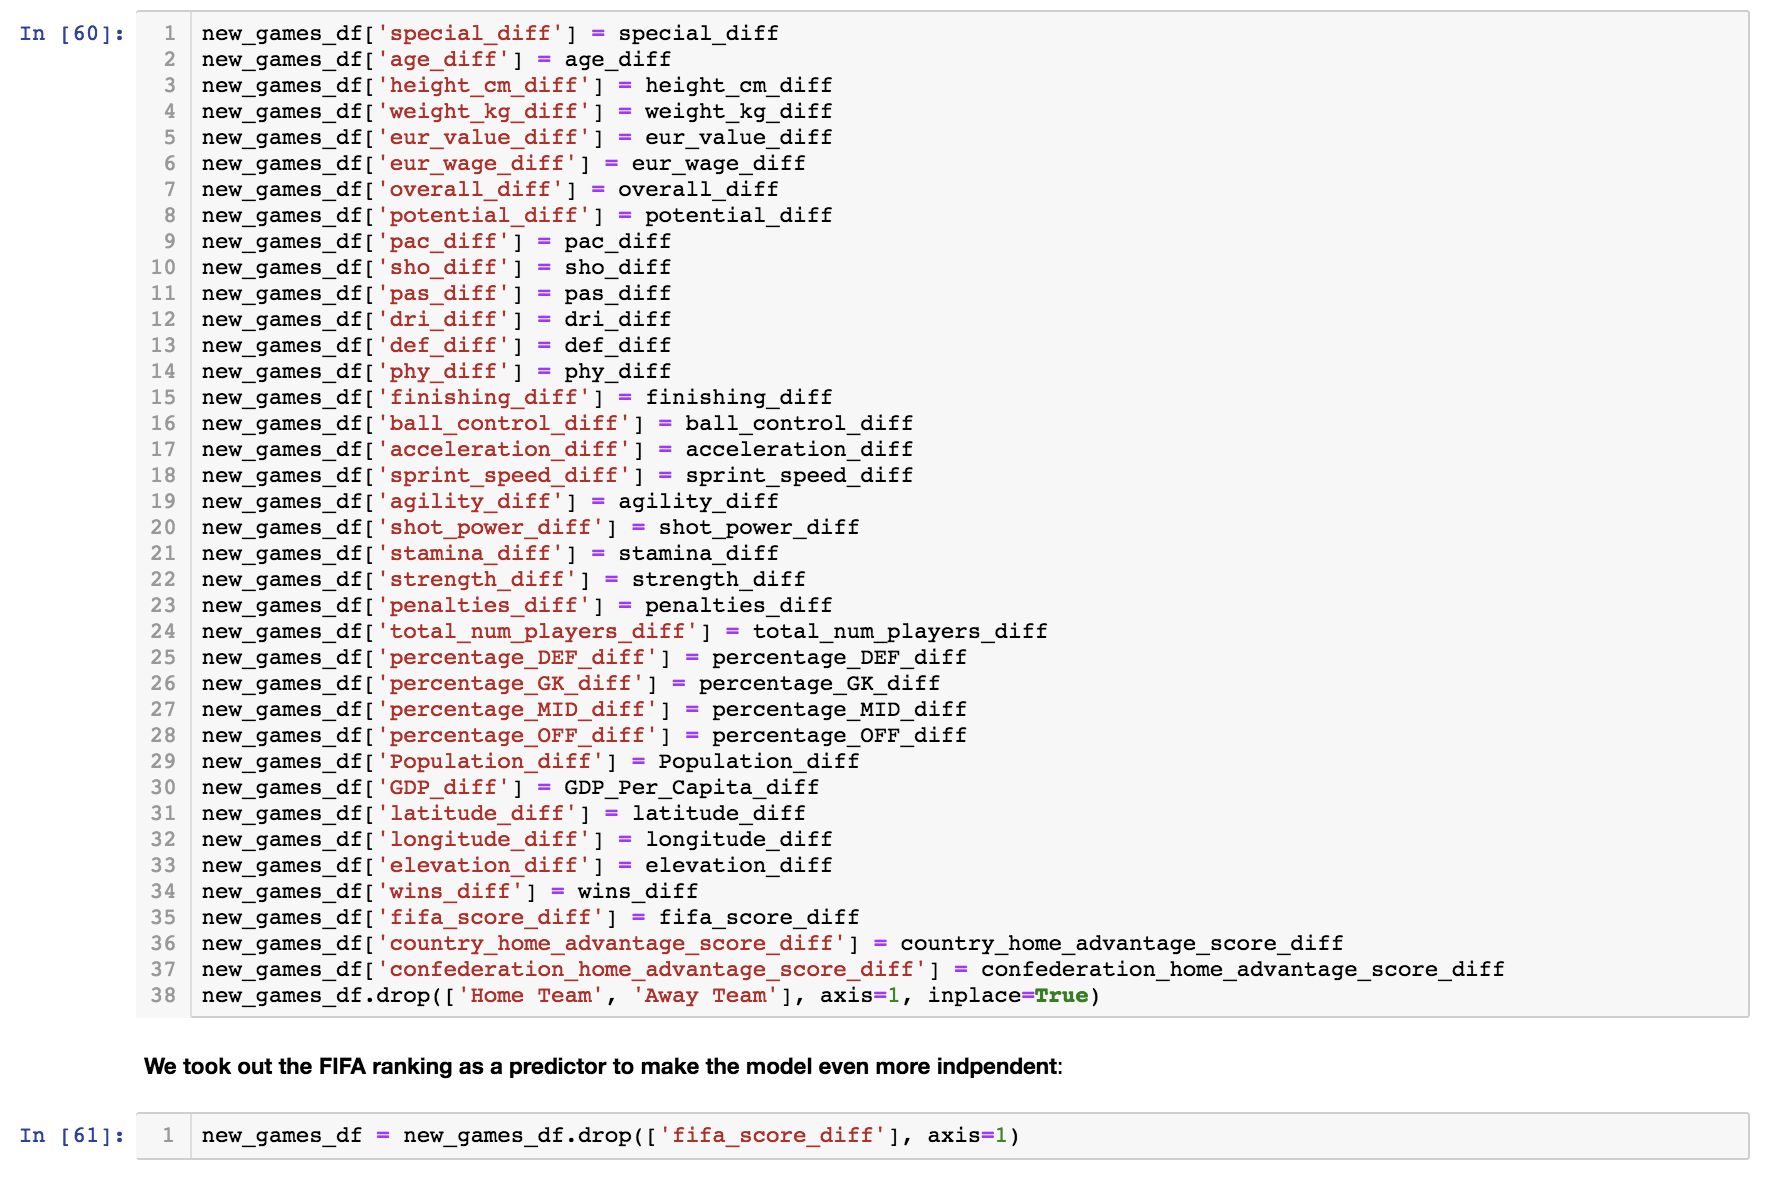 In [60]:
1 new_games_df['special_diff'] = special_diff
2 new_games_df['age_diff'] = age_diff
3 new_games_df['height_cm_diff'] = height_cm_diff
4 new_games_df['weight_kg_diff'] = weight_kg_diff
5 new_games_df['eur_value_diff'] = eur_value_diff
6 new_games_df['eur_wage_diff'] = eur_wage_diff
7 new_games_df['overall_diff'] = overall_diff
8 new_games_df['potential_diff'] = potential_diff
9 new_games_df['pac_diff'] = pac_diff
10 new_games_df['sho_diff'] = sho_diff
11 new_games_df['pas_diff'] = pas_diff
12 new_games_df['dri_diff'] = dri_diff
13 new_games_df['def_diff'] = def_diff
14 new_games_df['phy_diff'] = phy_diff
15 new_games_df['finishing_diff'] = finishing_diff
16 new_games_df['ball_control_diff'] = ball_control_diff
17 new_games_df['acceleration_diff'] = acceleration_diff
18 new_games_df['sprint_speed_diff'] = sprint_speed_diff
19 new_games_df['agility_diff'] = agility_diff
20 new_games_df['shot_power_diff'] = shot_power_diff
21 new_games_df['stamina_diff'] = stamina_diff
22 new_games_df['strength_diff'] = strength_diff
23 new_games_df['penalties_diff'] = penalties_diff
24 new_games_df['total_num_players_diff'] = total_num_players_diff
25 new_games_df['percentage_DEF_diff'] = percentage_DEF_diff
26 new_games_df['percentage_GK_diff'] = percentage_GK_diff
27 new_games_df['percentage_MID_diff'] = percentage_MID_diff
28 new_games_df['percentage_OFF_diff'] = percentage_OFF_diff
29 new_games_df['Population_diff'] = Population_diff
30 new_games_df['GDP_diff'] = GDP_Per_Capita_diff
31 new_games_df['latitude_diff'] = latitude_diff
32 new_games_df['longitude_diff'] = longitude_diff
33 new_games_df['elevation_diff'] = elevation_diff
34 new_games_df['wins_diff'] = wins_diff
35 new_games_df['fifa_score_diff'] = fifa_score_diff
36 new_games_df['country_home_advantage_score_diff'] = country_home_advantage_score_diff
37 new_games_df['confederation_home_advantage_score_diff'] = confederation_home_advantage_score_diff
38 new_games_df.drop(['Home Team', 'Away Team'], axis=1, inplace=True)
We took out the FIFA ranking as a predictor to make the model even more indpendent:
In [61]:
1 new_games_df = new_games_df.drop(['fifa_score_diff'], axis=1)